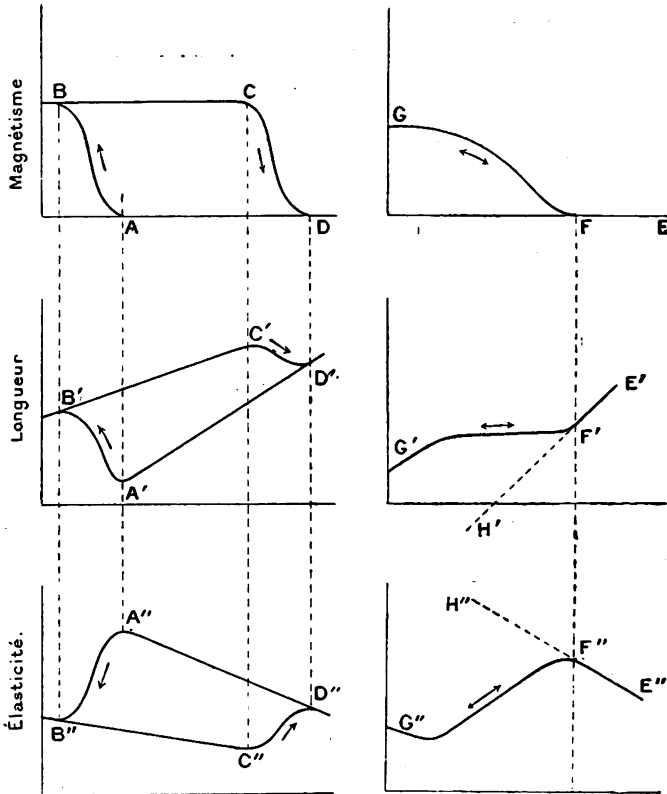 Magnétisme
B
C
A
D
G
F
E
Longueur
B′
C′
D″
A′
G′
F′
E′
H′
Élasticité.
A″
B″
C″
D″
H″
F″
E″
G″